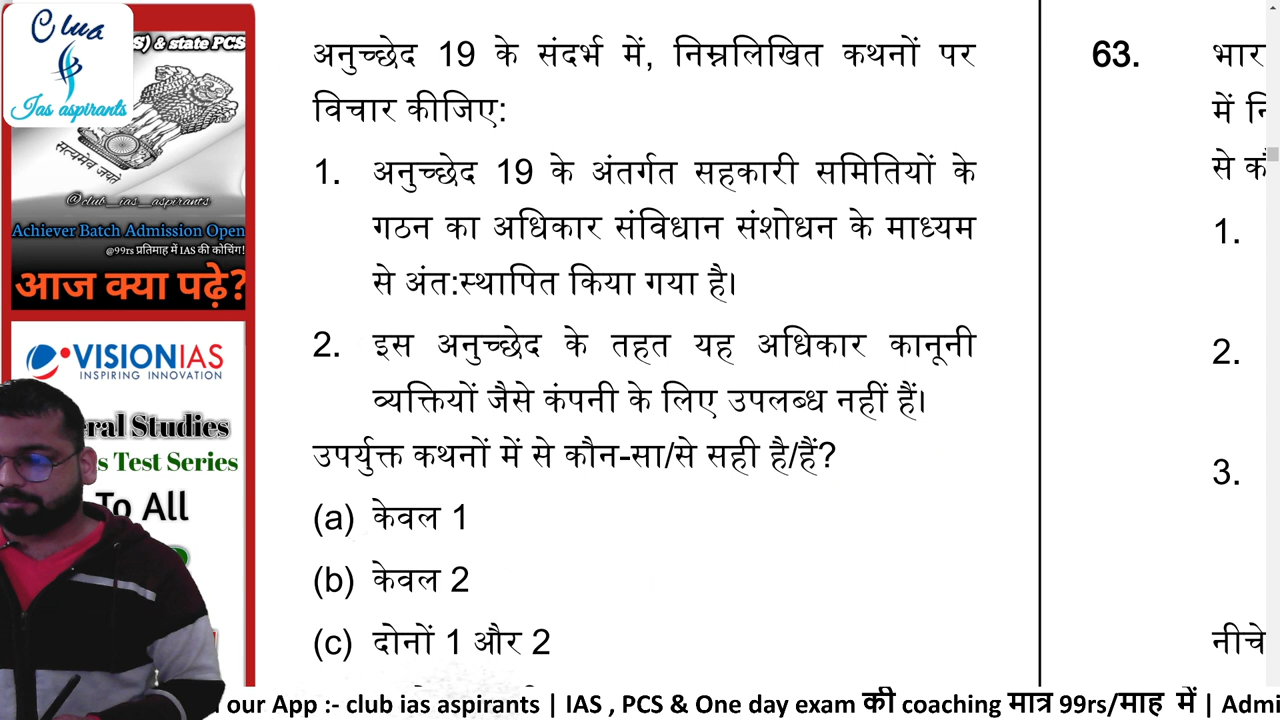 Club
Ias aspirants
S) & state PCS
सत्यमेव जयते
@club__ias__aspirants
Achiever Batch Admission Open
@99rs प्रतिमाह में IAS की कोचिंग!
आज क्या पढ़े?
VISIONIAS
INSPIRING INNOVATION
eral Studies
s Test Series
To All
अनुच्छेद 19 के संदर्भ में, निम्नलिखित कथनों पर
विचार कीजिए:
1. अनुच्छेद 19 के अंतर्गत सहकारी समितियों के
गठन का अधिकार संविधान संशोधन के माध्यम
से अंत:स्थापित किया गया है।
2. इस अनुच्छेद के तहत यह अधिकार कानूनी
व्यक्तियों जैसे कंपनी के लिए उपलब्ध नहीं हैं।
उपर्युक्त कथनों में से कौन-सा/से सही है/हैं?
(a) केवल 1
(b) केवल 2
(c) दोनों 1 और 2
63. भार
में नि
से कौ
1.
2.
3.
नीचे
our App :- club ias aspirants | IAS , PCS & One day exam की coaching मात्र 99rs/माह में | Admi